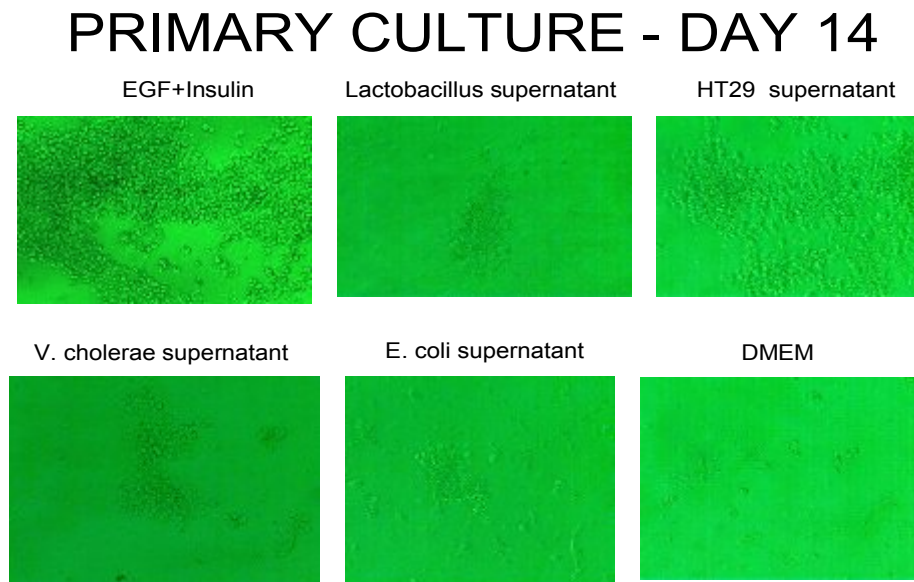 PRIMARY CULTURE - DAY 14
EGF+Insulin
Lactobacillus supernatant
HT29 supernatant
V. cholerae supernatant
E. coli supernatant
DMEM